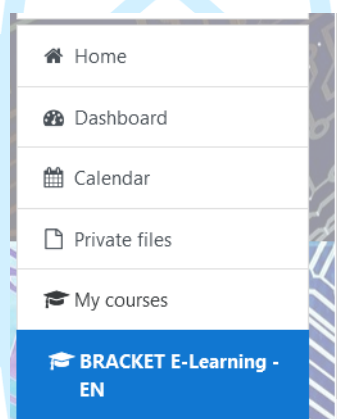 Home
Dashboard
Calendar
Private files
My courses
BRACKET E-Learning -
EN